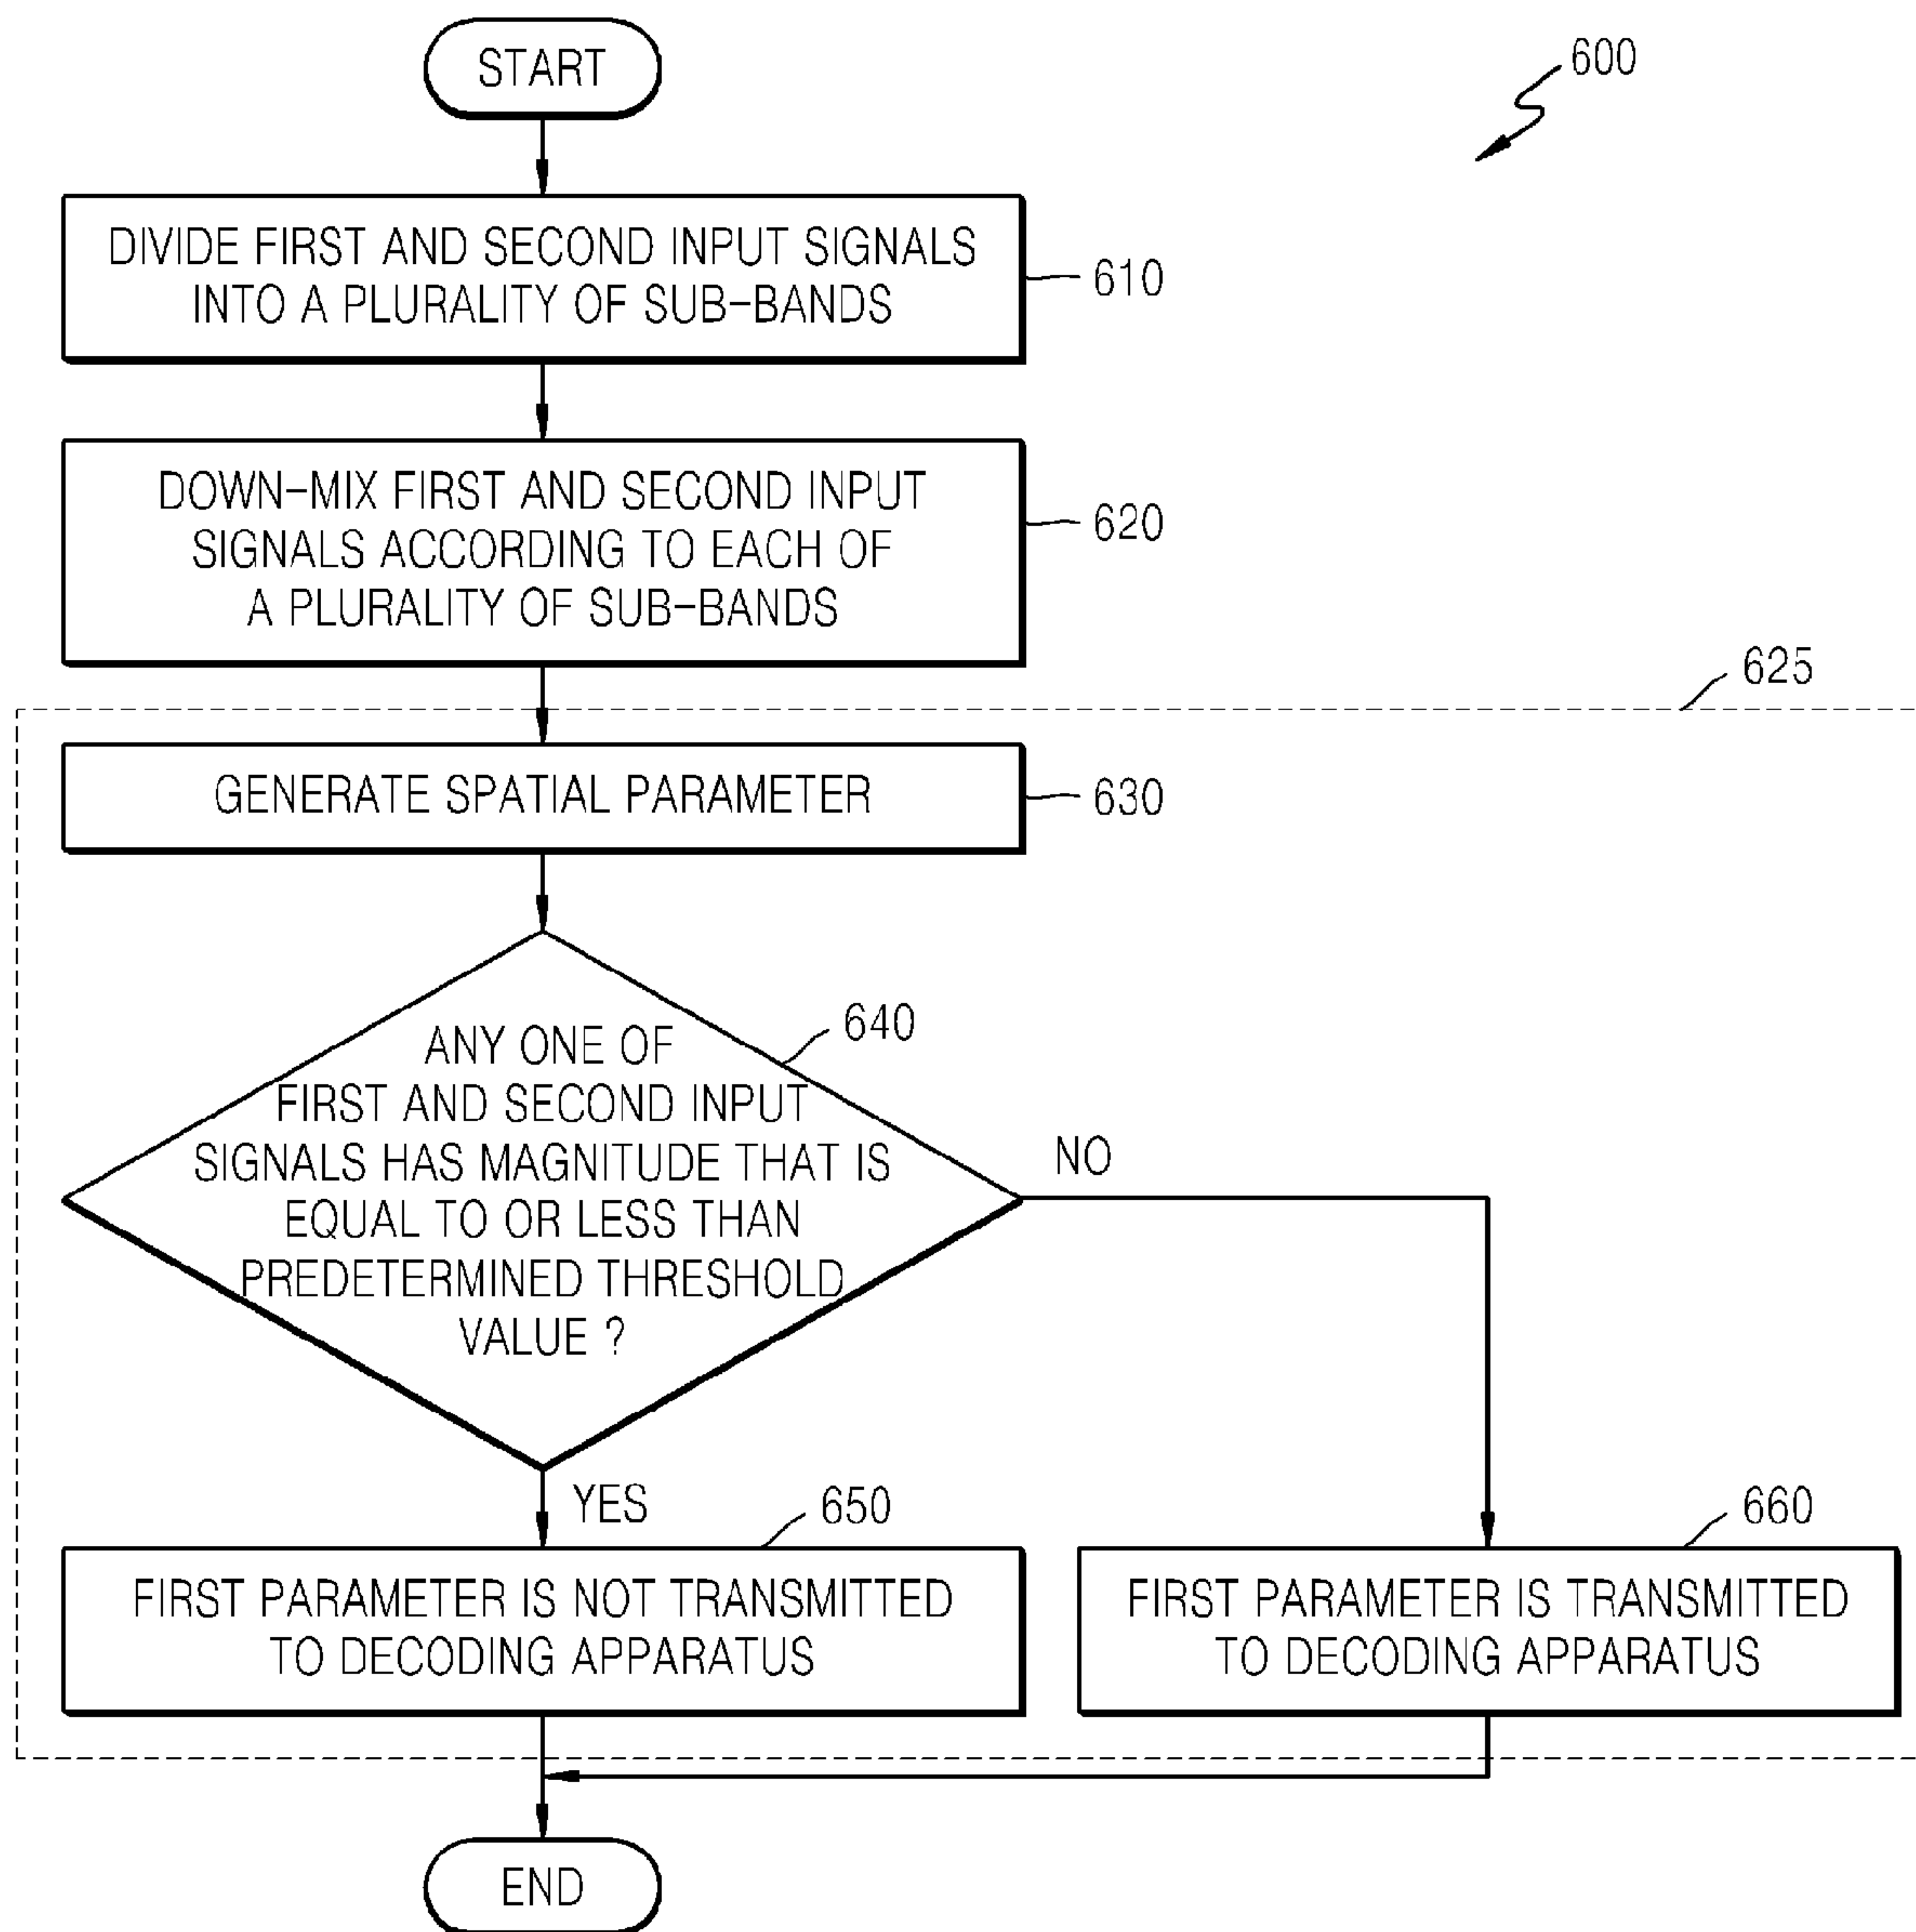 START
600
DIVIDE FIRST AND SECOND INPUT SIGNALS
INTO A PLURALITY OF SUB-BANDS
610
DOWN-MIX FIRST AND SECOND INPUT
SIGNALS ACCORDING TO EACH OF
A PLURALITY OF SUB-BANDS
620
625
GENERATE SPATIAL PARAMETER
630
640
ANY ONE OF
FIRST AND SECOND INPUT
SIGNALS HAS MAGNITUDE THAT IS
EQUAL TO OR LESS THAN
PREDETERMINED THRESHOLD
VALUE ?
NO
YES
650
FIRST PARAMETER IS NOT TRANSMITTED
TO DECODING APPARATUS
660
FIRST PARAMETER IS TRANSMITTED
TO DECODING APPARATUS
END